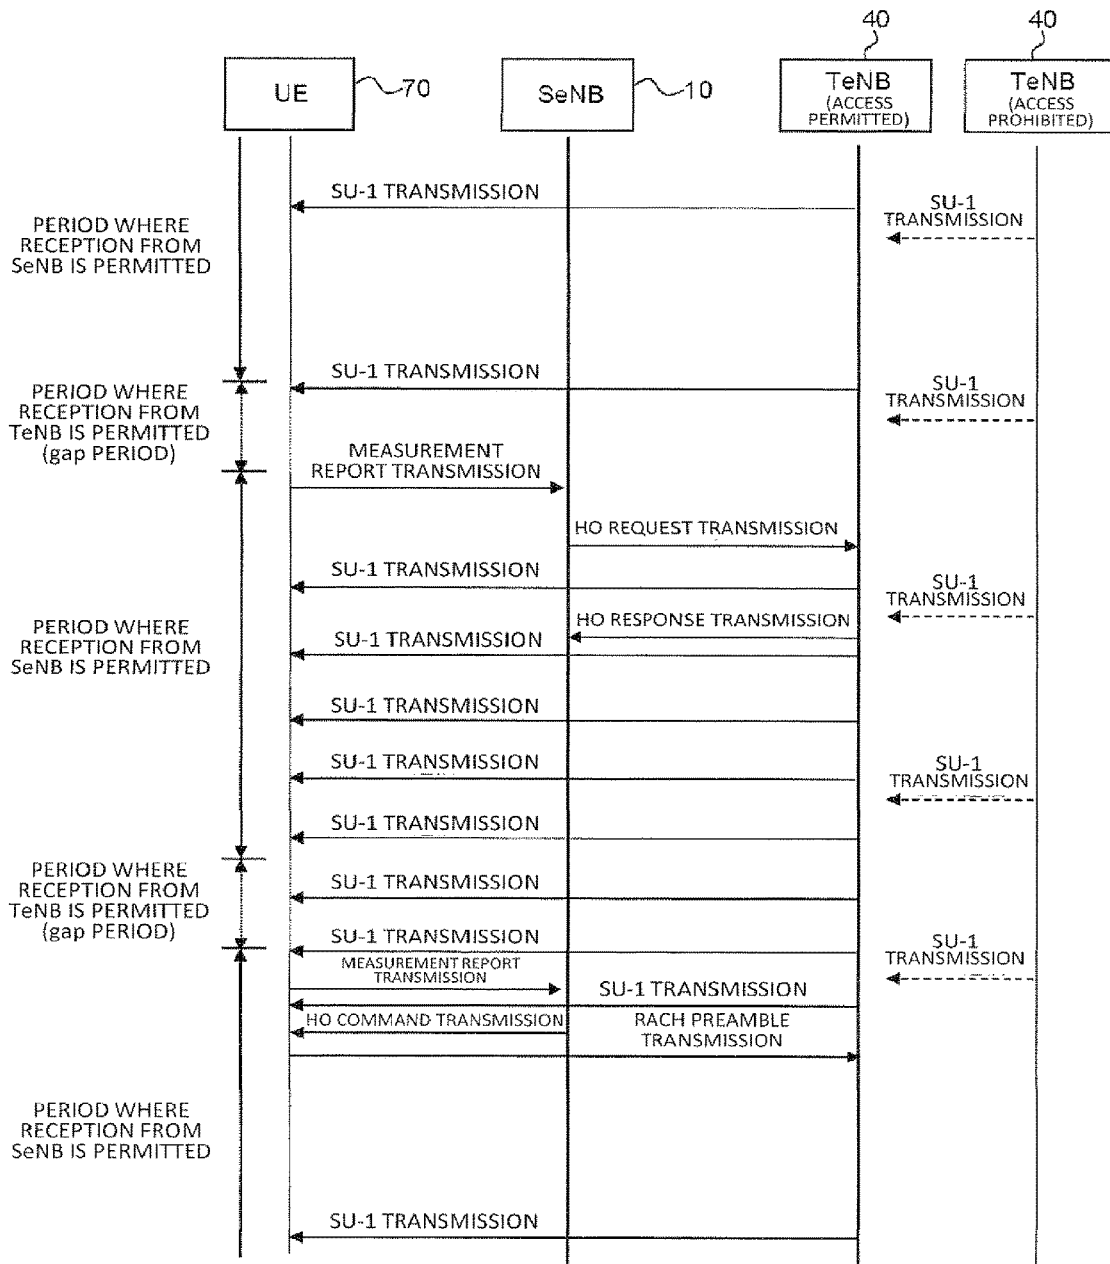 40
40
UE
70
SeNB
10
TeNB
(ACCESS
PERMITTED)
TeNB
(ACCESS
PROHIBITED)
SU-1 TRANSMISSION
SU-1
TRANSMISSION
PERIOD WHERE
RECEPTION FROM
SeNB IS PERMITTED
SU-1 TRANSMISSION
SU-1
TRANSMISSION
PERIOD WHERE
RECEPTION FROM
TeNB IS PERMITTED
(gap PERIOD)
MEASUREMENT
REPORT TRANSMISSION
HO REQUEST TRANSMISSION
SU-1 TRANSMISSION
SU-1
TRANSMISSION
HO RESPONSE TRANSMISSION
PERIOD WHERE
RECEPTION FROM
SeNB IS PERMITTED
SU-1 TRANSMISSION
SU-1 TRANSMISSION
SU-1 TRANSMISSION
SU-1
TRANSMISSION
SU-1 TRANSMISSION
PERIOD WHERE
RECEPTION FROM
TeNB IS PERMITTED
(gap PERIOD)
SU-1 TRANSMISSION
SU-1 TRANSMISSION
SU-1
TRANSMISSION
MEASUREMENT REPORT
TRANSMISSION
SU-1 TRANSMISSION
HO COMMAND TRANSMISSION
RACH PREAMBLE
TRANSMISSION
PERIOD WHERE
RECEPTION FROM
SeNB IS PERMITTED
SU-1 TRANSMISSION